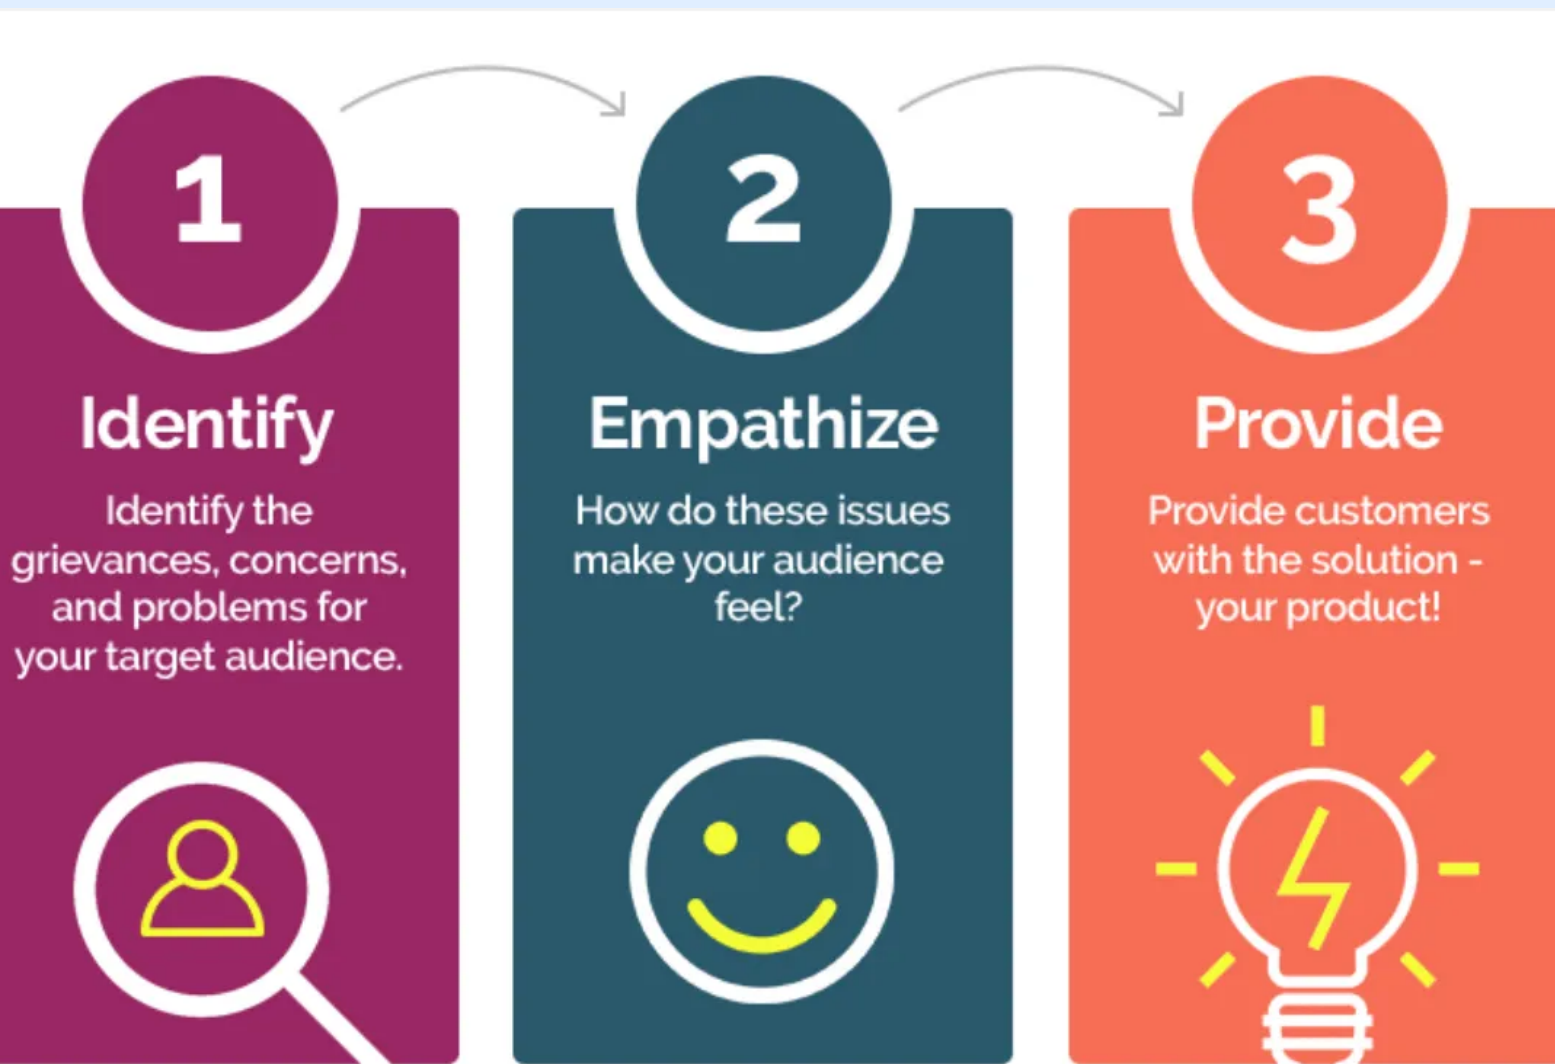 1
Identify
Identify the
grievances, concerns,
and problems for
your target audience.
2
Empathize
How do these issues
make your audience
feel?
3
Provide
Provide customers
with the solution -
your product!